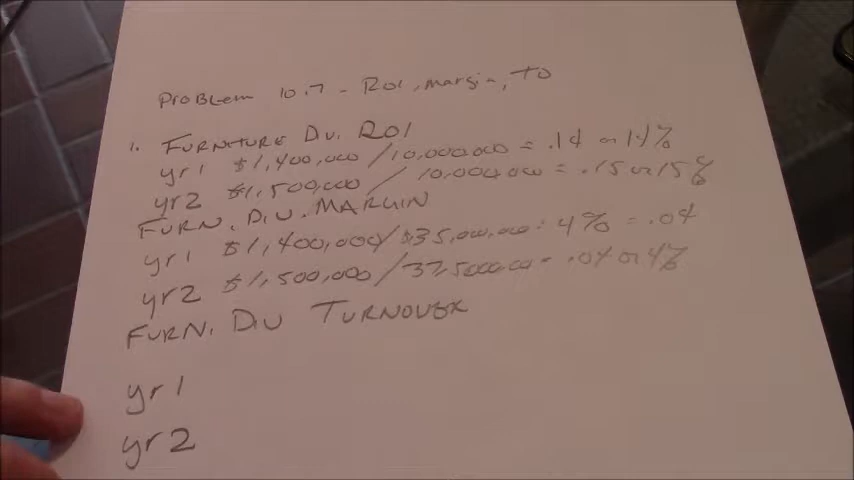 Problem 10.7 - ROI, margin, TO
1. FURNITURE DIV. ROI
yr1 $1,400,000 / 10,000,000 = .14 or 14%
yr2 $1,500,000 / 10,000,000 = .15 or 15%
FURN. DIV. MARGIN
yr1 $1,400,000 / $35,000,000 = 4% = .04
yr2 $1,500,000 / 37,500,000 = .04 or 4%
FURN. DIV TURNOVER
yr1
yr2